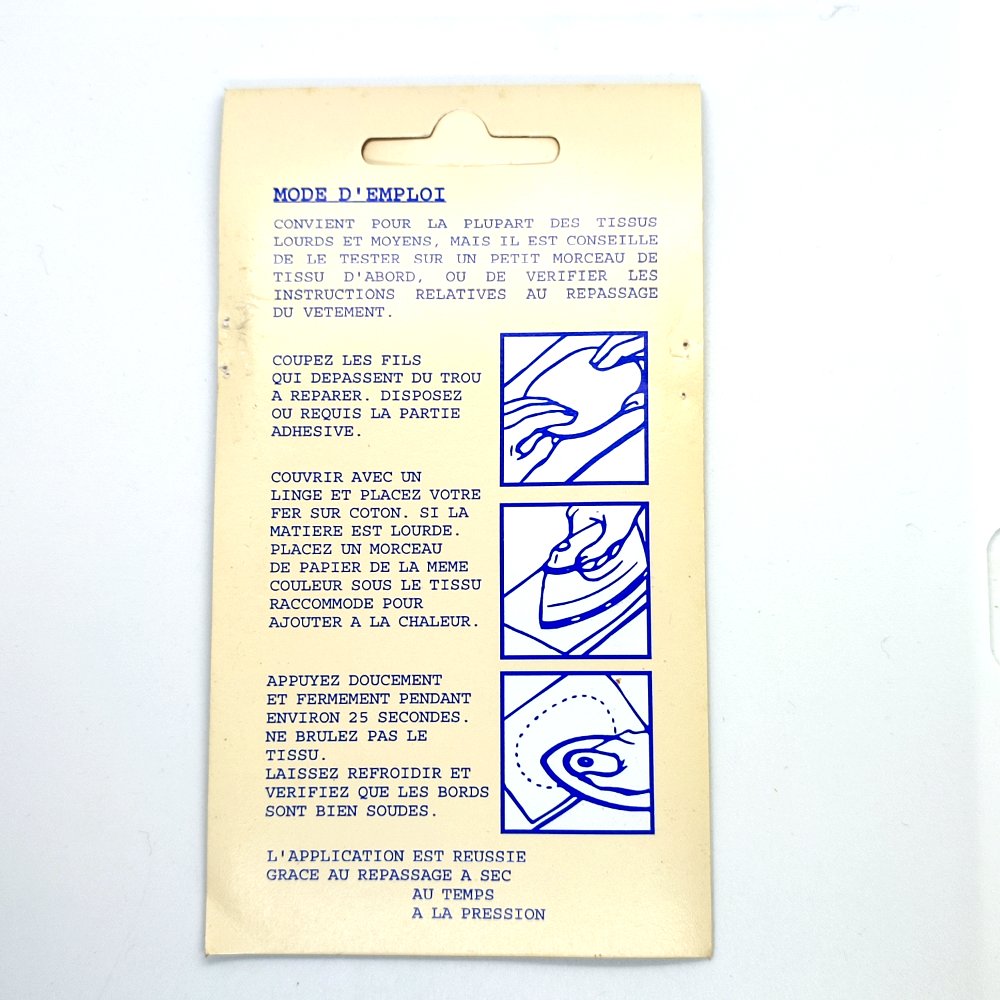 MODE D'EMPLOI
CONVIENT POUR LA PLUPART DES TISSUS
LOURDS ET MOYENS, MAIS IL EST CONSEILLE
DE LE TESTER SUR UN PETIT MORCEAU DE
TISSU D'ABORD, OU DE VERIFIER LES
INSTRUCTIONS RELATIVES AU REPASSAGE
DU VETEMENT.
COUPEZ LES FILS
QUI DEPASSENT DU TROU
A REPARER. DISPOSEZ
OU REQUIS LA PARTIE
ADHESIVE.
COUVRIR AVEC UN
LINGE ET PLACEZ VOTRE
FER SUR COTON. SI LA
MATIERE EST LOURDE.
PLACEZ UN MORCEAU
DE PAPIER DE LA MEME
COULEUR SOUS LE TISSU
RACCOMMODE POUR
AJOUTER A LA CHALEUR.
APPUYEZ DOUCEMENT
ET FERMEMENT PENDANT
ENVIRON 25 SECONDES.
NE BRULEZ PAS LE
TISSU.
LAISSEZ REFROIDIR ET
VERIFIEZ QUE LES BORDS
SONT BIEN SOUDES.
L'APPLICATION EST REUSSIE
GRACE AU REPASSAGE A SEC
AU TEMPS
A LA PRESSION